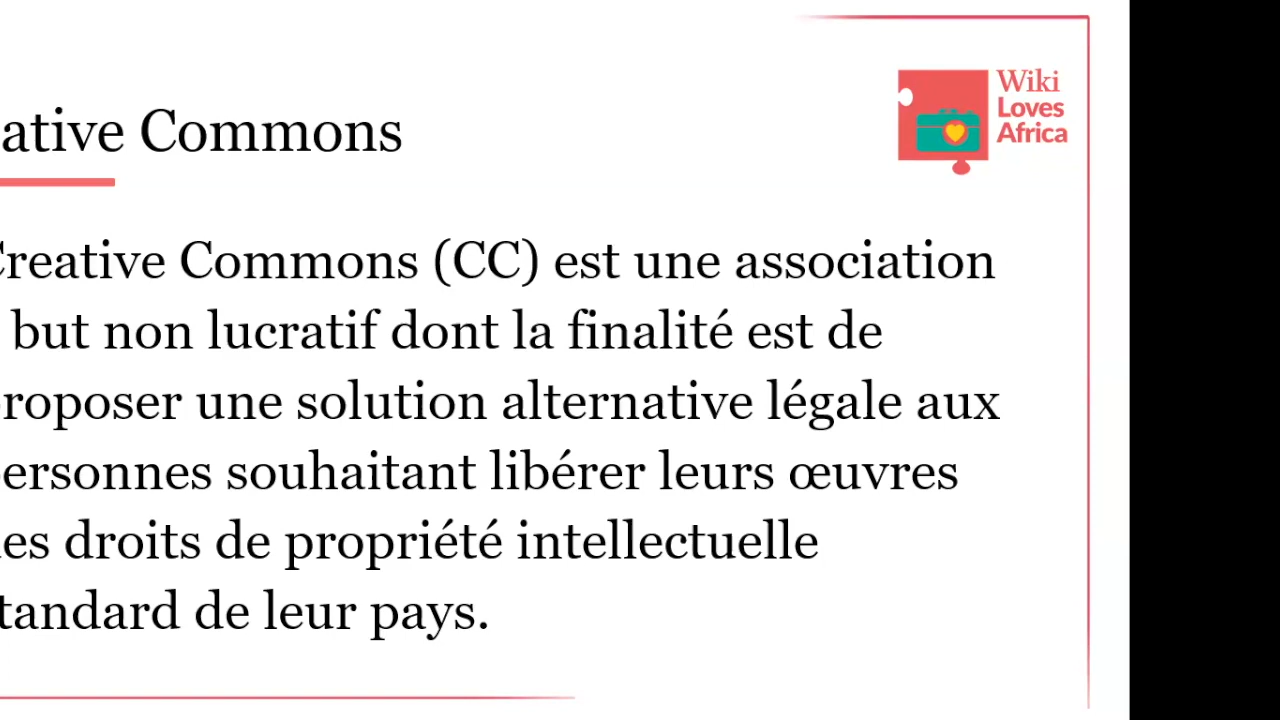 ative Commons
Wiki
Loves
Africa
Creative Commons (CC) est une association
but non lucratif dont la finalité est de
roposer une solution alternative légale aux
ersonnes souhaitant libérer leurs œuvres
es droits de propriété intellectuelle
tandard de leur pays.